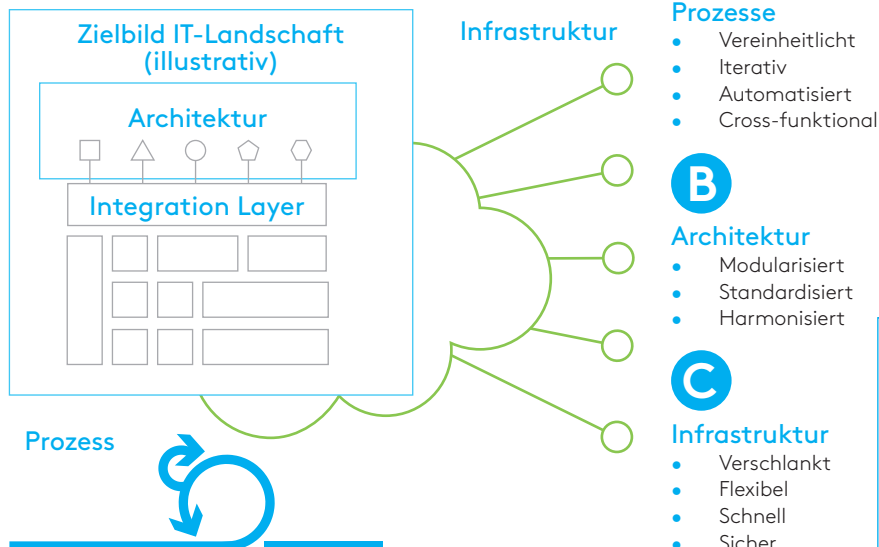 Zielbild IT-Landschaft
(illustrativ)
Architektur
Integration Layer
Infrastruktur
Prozess
Prozesse
• Vereinheitlicht
• Iterativ
• Automatisiert
• Cross-funktional
B
Architektur
• Modularisiert
• Standardisiert
• Harmonisiert
C
Infrastruktur
• Verschlankt
• Flexibel
• Schnell
• Sicher